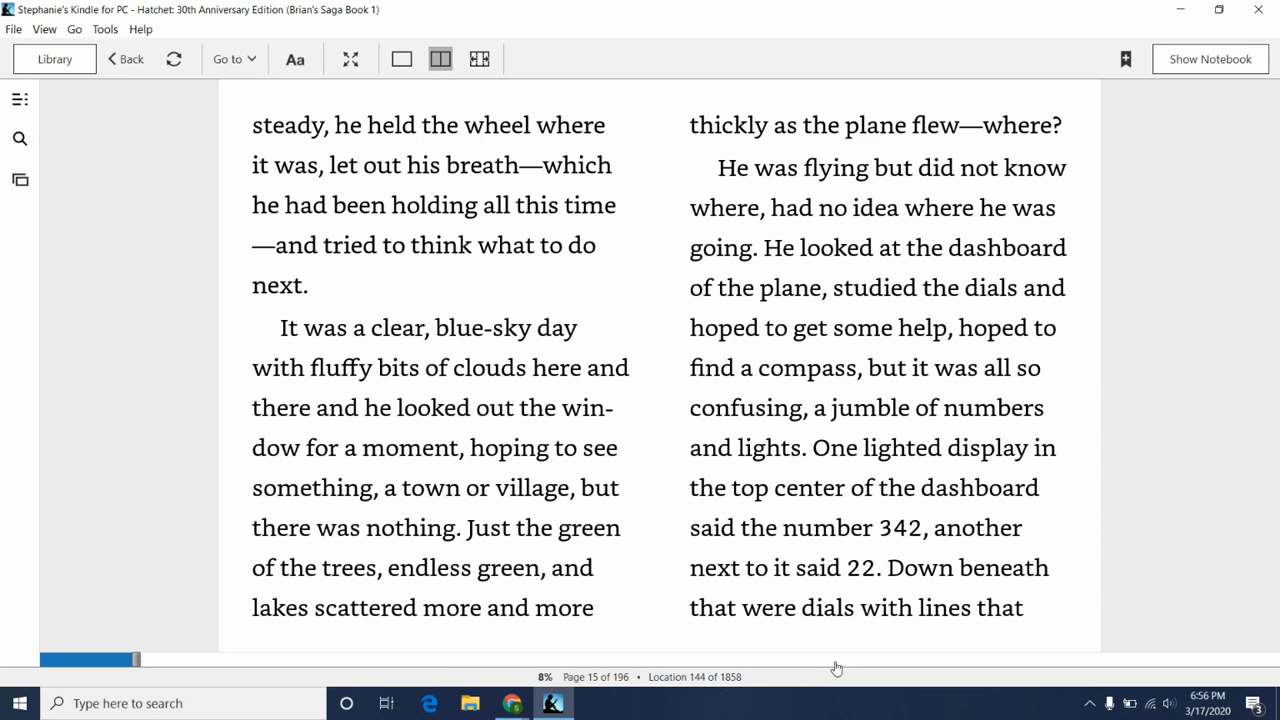 Stephanie's Kindle for PC - Hatchet: 30th Anniversary Edition (Brian's Saga Book 1)
File View Go Tools Help
Library Back Go to Aa Show Notebook
steady, he held the wheel where
it was, let out his breath—which
he had been holding all this time
—and tried to think what to do
next.
It was a clear, blue-sky day
with fluffy bits of clouds here and
there and he looked out the win-
dow for a moment, hoping to see
something, a town or village, but
there was nothing. Just the green
of the trees, endless green, and
lakes scattered more and more
thickly as the plane flew—where?
He was flying but did not know
where, had no idea where he was
going. He looked at the dashboard
of the plane, studied the dials and
hoped to get some help, hoped to
find a compass, but it was all so
confusing, a jumble of numbers
and lights. One lighted display in
the top center of the dashboard
said the number 342, another
next to it said 22. Down beneath
that were dials with lines that
8% Page 15 of 196 • Location 144 of 1858
Type here to search
6:56 PM
3/17/2020
3